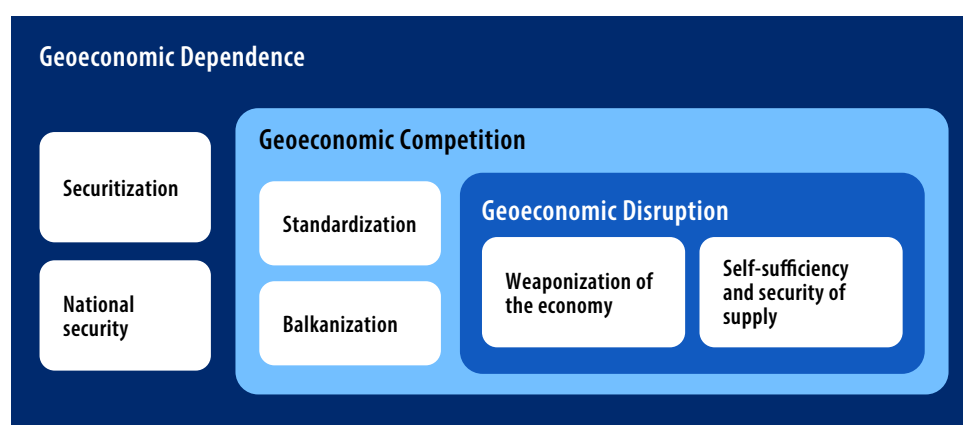 Geoeconomic Dependence
Securitization
National
security
Geoeconomic Competition
Standardization
Balkanization
Geoeconomic Disruption
Weaponization of
the economy
Self-sufficiency
and security of
supply